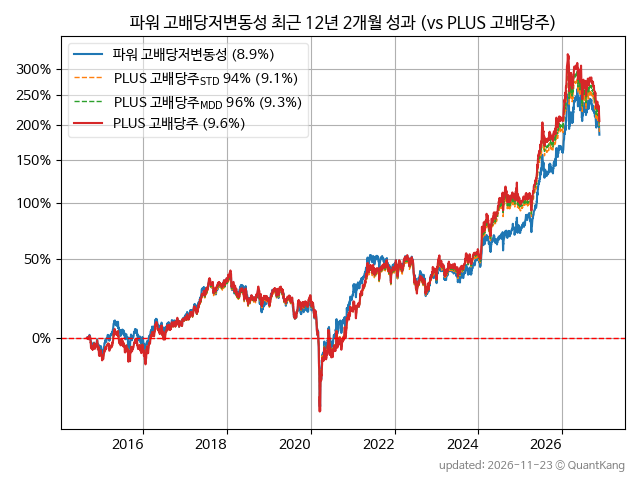 파워 고배당저변동성 최근 12년 2개월 성과 (vs PLUS 고배당주)
파워 고배당저변동성 (8.9%)
PLUS 고배당주STD 94% (9.1%)
PLUS 고배당주MDD 96% (9.3%)
PLUS 고배당주 (9.6%)
300%
250%
200%
150%
100%
50%
0%
2016 2018 2020 2022 2024 2026
updated: 2026-11-23 © QuantKang